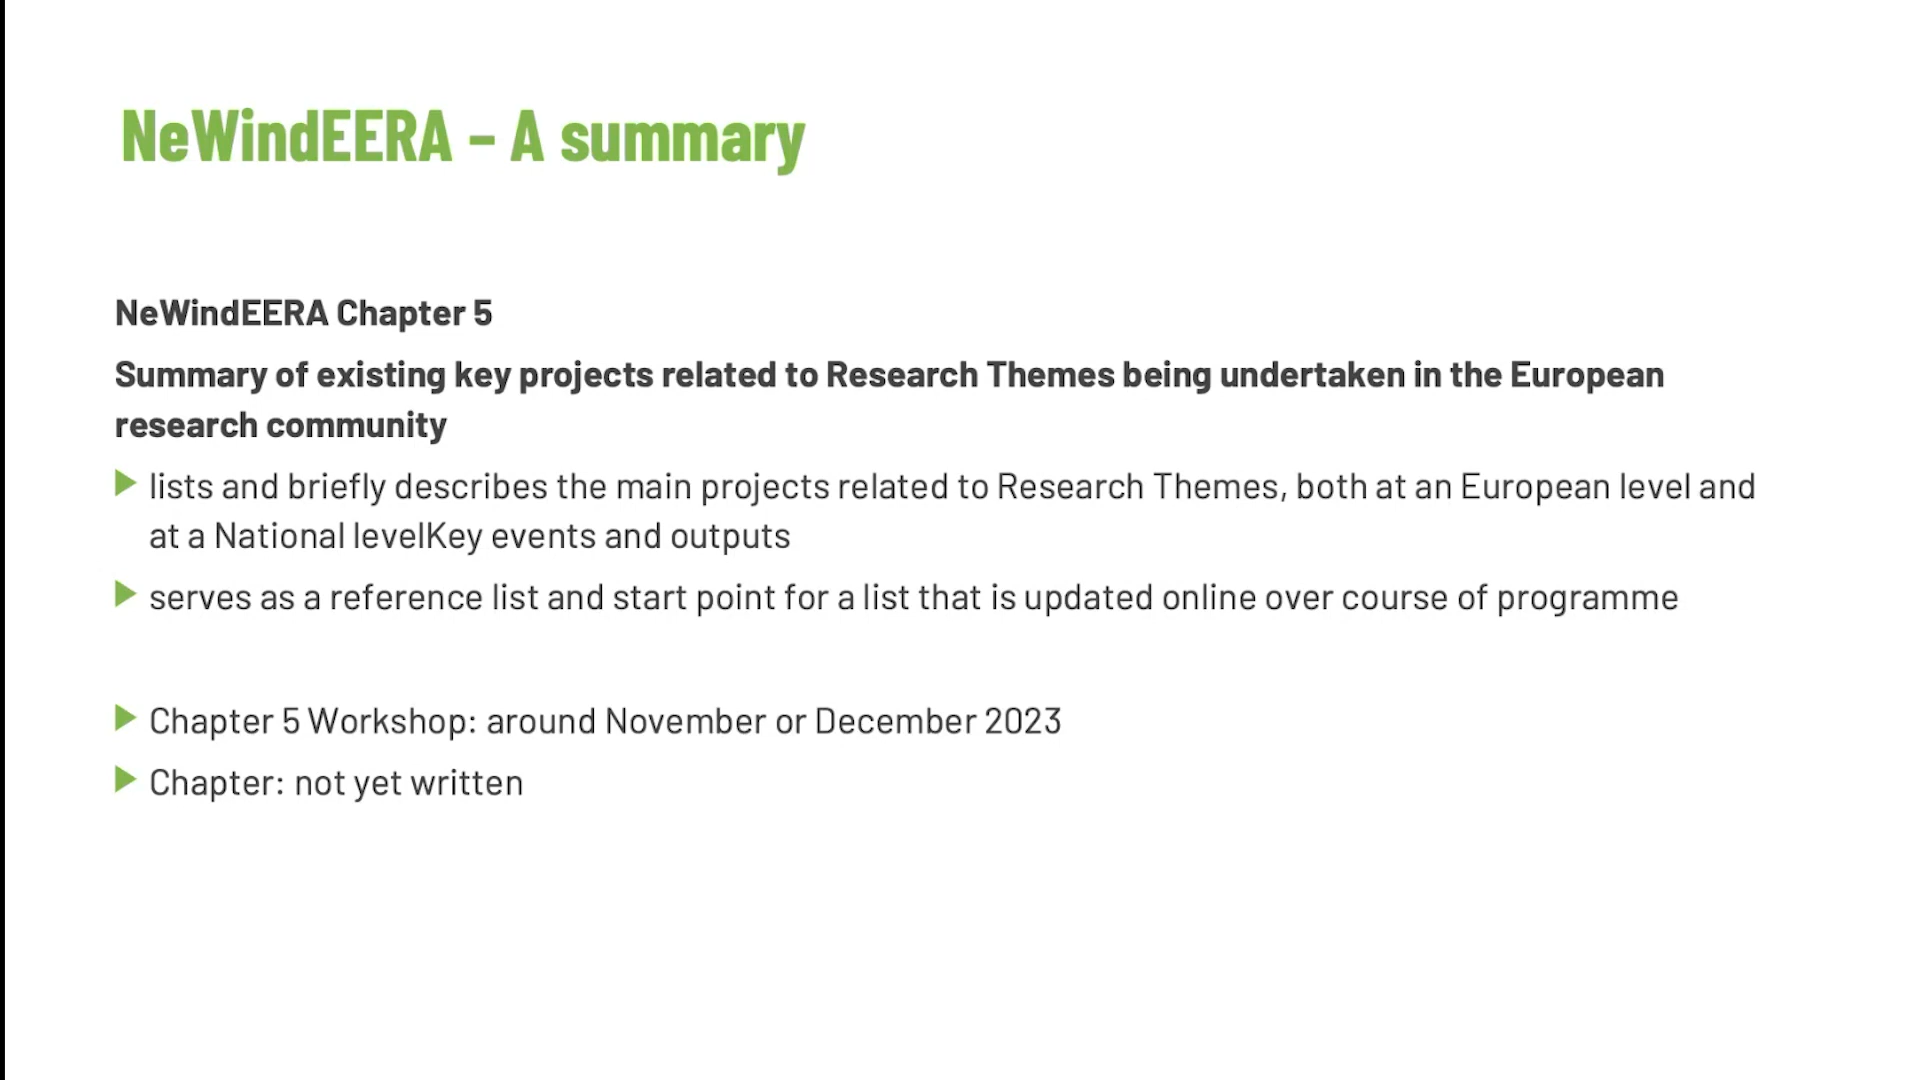 NeWindEERA – A summary
NeWindEERA Chapter 5
Summary of existing key projects related to Research Themes being undertaken in the European
research community
lists and briefly describes the main projects related to Research Themes, both at an European level and
at a National levelKey events and outputs
serves as a reference list and start point for a list that is updated online over course of programme
Chapter 5 Workshop: around November or December 2023
Chapter: not yet written